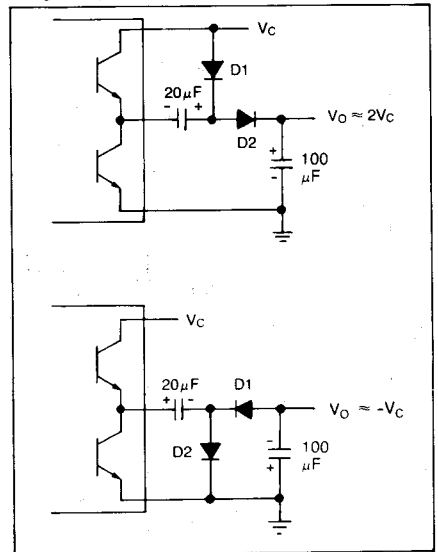 VC
D1
20μF
- +
VO ≈ 2VC
D2
+
-
100
μF
VC
20μF
D1
+ -
VO ≈ -VC
D2
-
+
100
μF